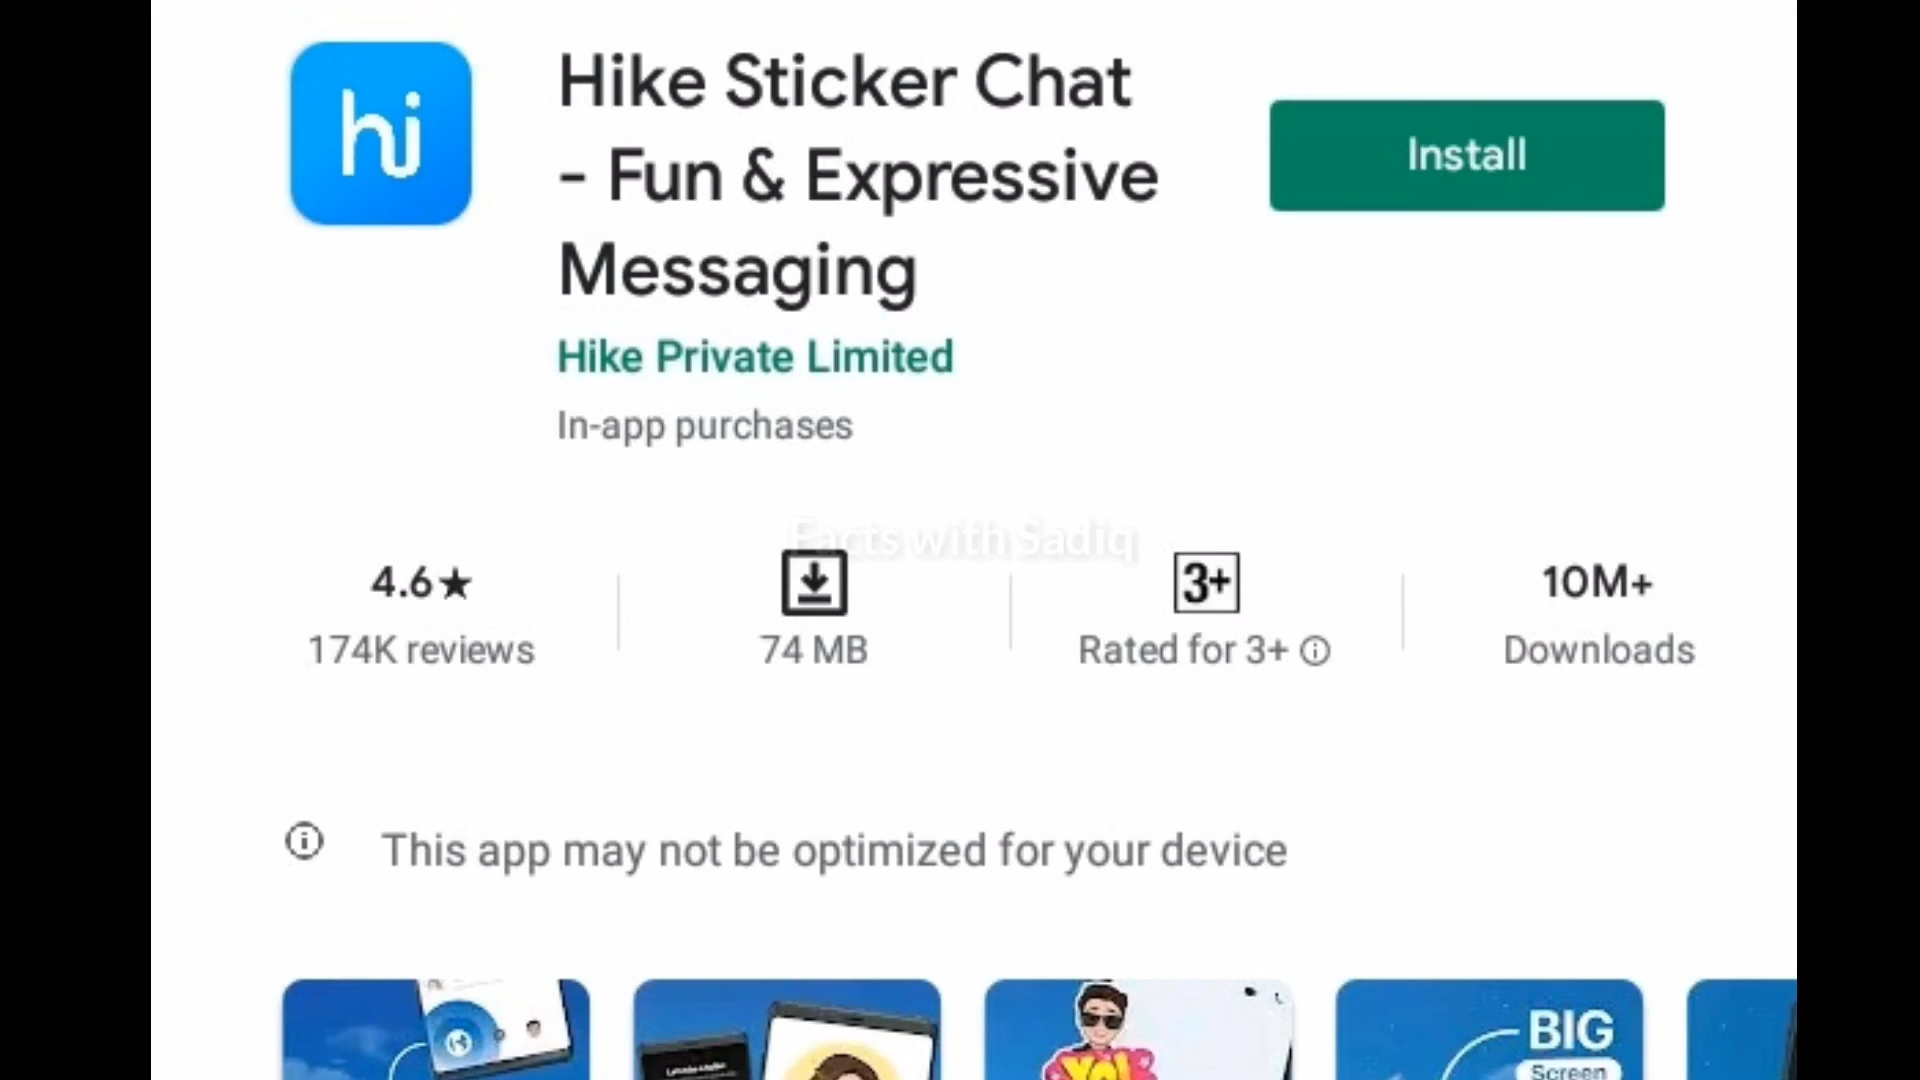 hi
Hike Sticker Chat
- Fun & Expressive
Messaging
Install
Hike Private Limited
In-app purchases
Facts with Sadiq
4.6★
174K reviews
74 MB
3+
Rated for 3+
10M+
Downloads
This app may not be optimized for your device
YO!
BIG
Screen